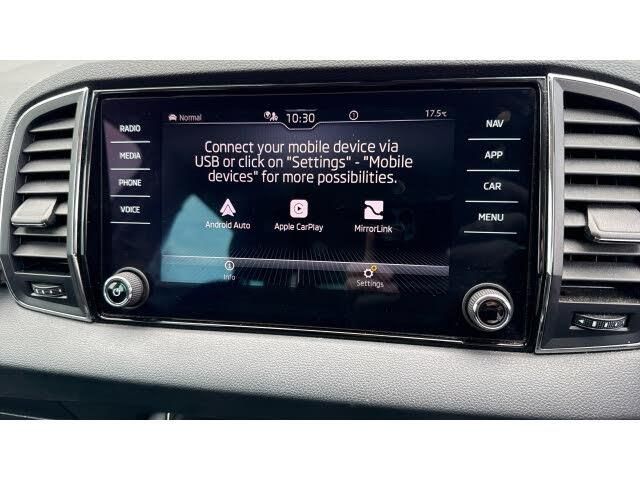 Normal 10:30 17.5°C
RADIO
MEDIA
PHONE
VOICE
Connect your mobile device via
USB or click on "Settings" - "Mobile
devices" for more possibilities.
Android Auto Apple CarPlay MirrorLink
Info Settings
NAV
APP
CAR
MENU